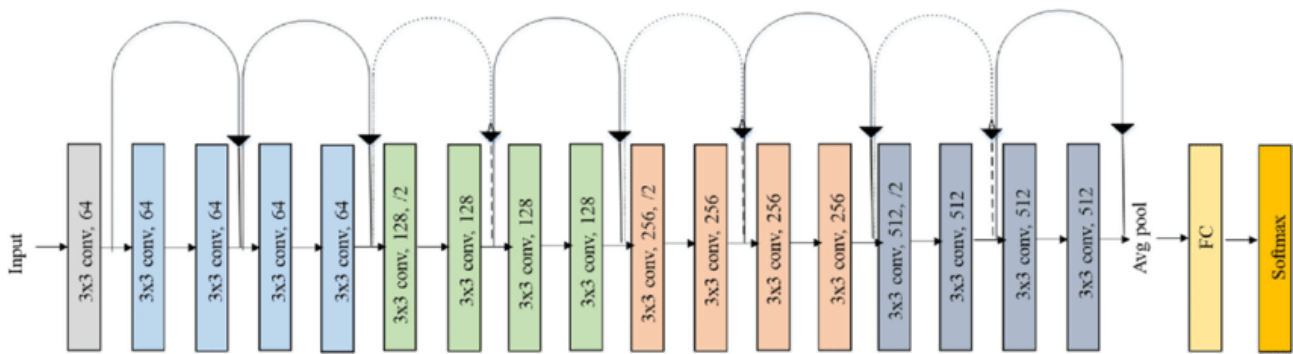 Input
3x3 conv, 64
3x3 conv, 64
3x3 conv, 64
3x3 conv, 64
3x3 conv, 64
3x3 conv, 128, /2
3x3 conv, 128
3x3 conv, 128
3x3 conv, 128
3x3 conv, 256, /2
3x3 conv, 256
3x3 conv, 256
3x3 conv, 256
3x3 conv, 512, /2
3x3 conv, 512
3x3 conv, 512
3x3 conv, 512
Avg pool
FC
Softmax